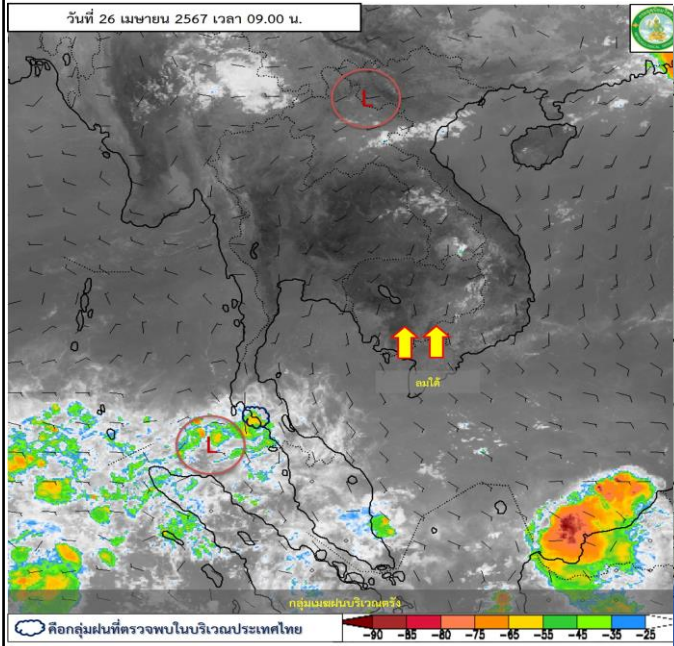 วันที่ 26 เมษายน 2567 เวลา 09.00 น.
L
ลมใต้
L
กลุ่มเมฆฝนบริเวณตรัง
คือกลุ่มฝนที่ตรวจพบในบริเวณประเทศไทย
-90 -85 -80 -75 -65 -55 -45 -35 -25